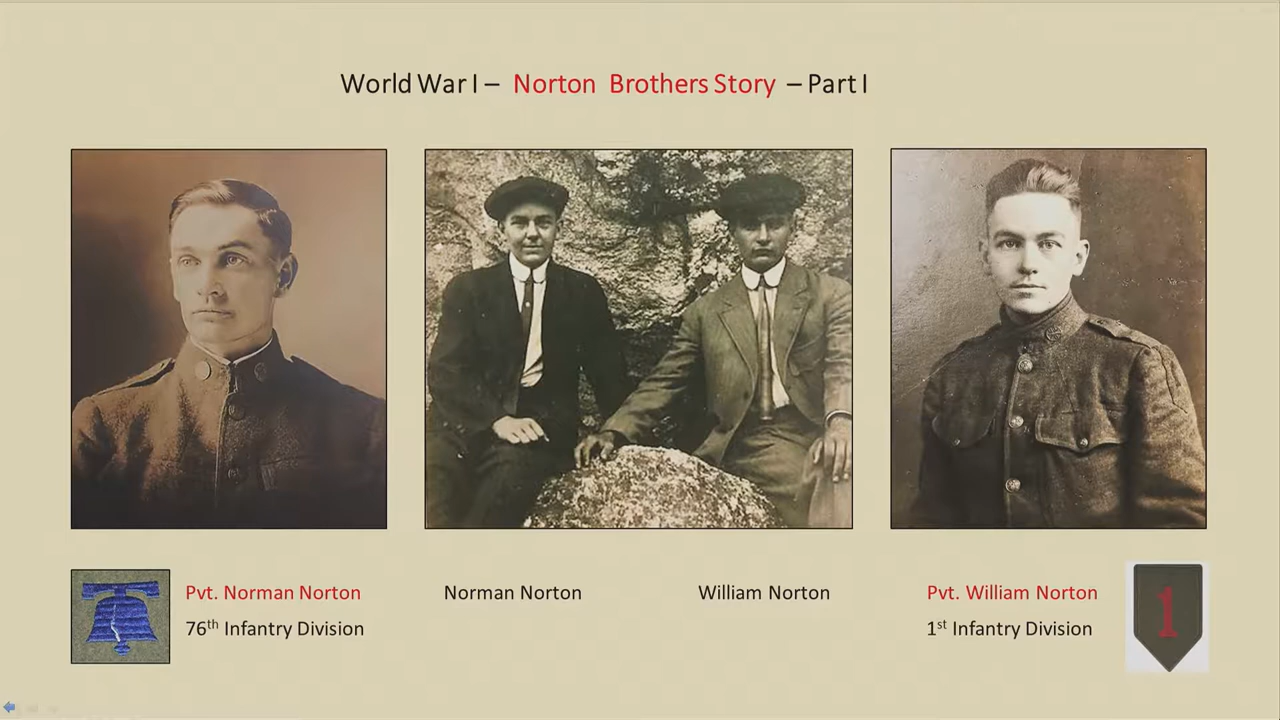 World War I – Norton Brothers Story – Part I
Pvt. Norman Norton
76th Infantry Division
Norman Norton
William Norton
Pvt. William Norton
1st Infantry Division
1